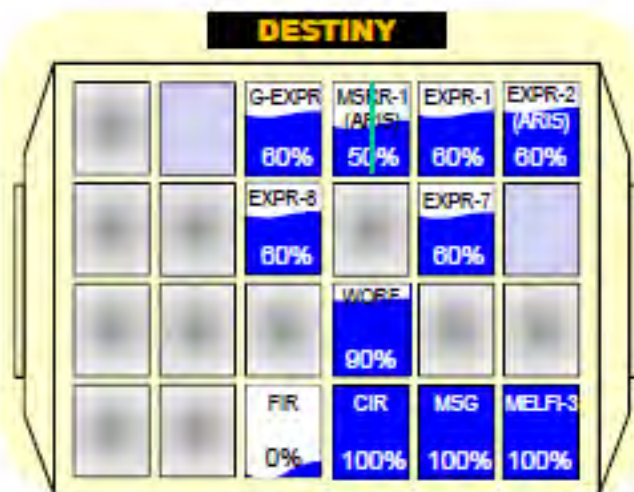 DESTINY
G-EXPR MSRR-1 EXPR-1 EXPR-2
(ARIS) (ARIS)
60% 50% 60% 60%
EXPR-6 EXPR-7
60% 60%
WORF
90%
FIR CIR MSG MELFI-3
0% 100% 100% 100%